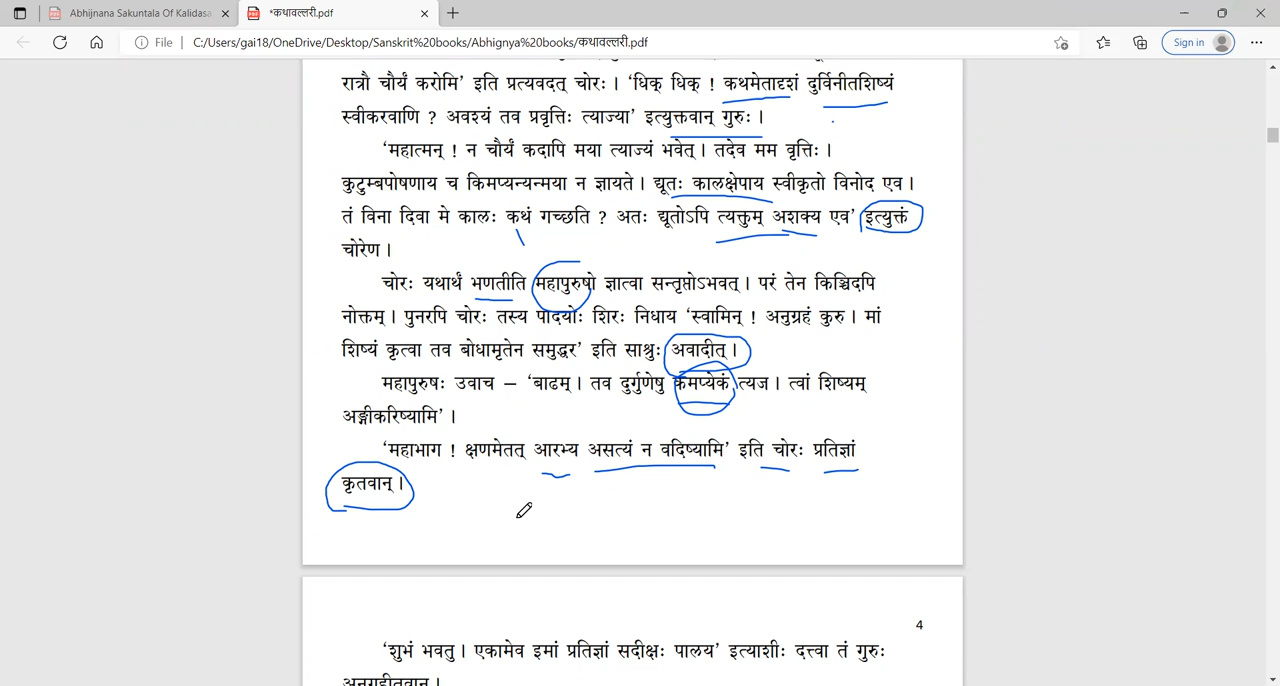 Abhijnana Sakuntala Of Kalidasa
*कथावल्लरी.pdf
File C:/Users/gai18/OneDrive/Desktop/Sanskrit%20books/Abhignya%20books/कथावल्लरी.pdf Sign in
रात्रौ चौर्यं करोमि’ इति प्रत्यवदत् चोरः । ‘धिक् धिक् ! कथमेतादृशं दुर्विनीतशिष्यं
स्वीकरवाणि ? अवश्यं तव प्रवृत्तिः त्याज्या’ इत्युक्तवान् गुरुः ।
‘महात्मन् ! न चौर्यं कदापि मया त्याज्यं भवेत् । तदेव मम वृत्तिः ।
कुटुम्बपोषणाय च किमप्यन्यन्मया न ज्ञायते । द्यूतः कालक्षेपाय स्वीकृतो विनोद एव ।
तं विना दिवा मे कालः कथं गच्छति ? अतः द्यूतोऽपि त्यक्तुम् अशक्य एव’ इत्युक्तं
चोरेण ।
चोरः यथार्थं भणतीति महापुरुषो ज्ञात्वा सन्तृप्तोऽभवत् । परं तेन किञ्चिदपि
नोक्तम् । पुनरपि चोरः तस्य पादयोः शिरः निधाय ‘स्वामिन् ! अनुग्रहं कुरु । मां
शिष्यं कृत्वा तव बोधामृतेन समुद्धर’ इति साश्रुः अवादीत् ।
महापुरुषः उवाच – ‘बाढम् । तव दुर्गुणेषु कमप्येकं त्यज । त्वां शिष्यम्
अङ्गीकरिष्यामि’ ।
‘महाभाग ! क्षणमेतत् आरभ्य असत्यं न वदिष्यामि’ इति चोरः प्रतिज्ञां
कृतवान् ।
4
‘शुभं भवतु । एकामेव इमां प्रतिज्ञां सदीक्षः पालय’ इत्याशीः दत्त्वा तं गुरुः
अनुगृहीतवान् ।